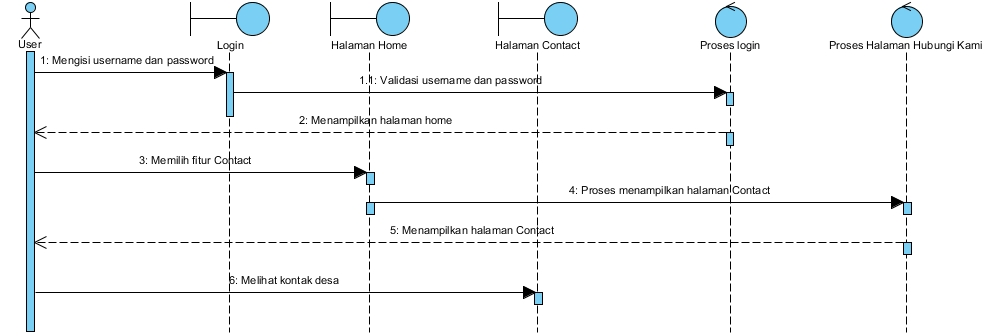 User
Login
Halaman Home
Halaman Contact
Proses login
Proses Halaman Hubungi Kami
1: Mengisi username dan password
1.1: Validasi username dan password
2: Menampilkan halaman home
3: Memilih fitur Contact
4: Proses menampilkan halaman Contact
5: Menampilkan halaman Contact
6: Melihat kontak desa